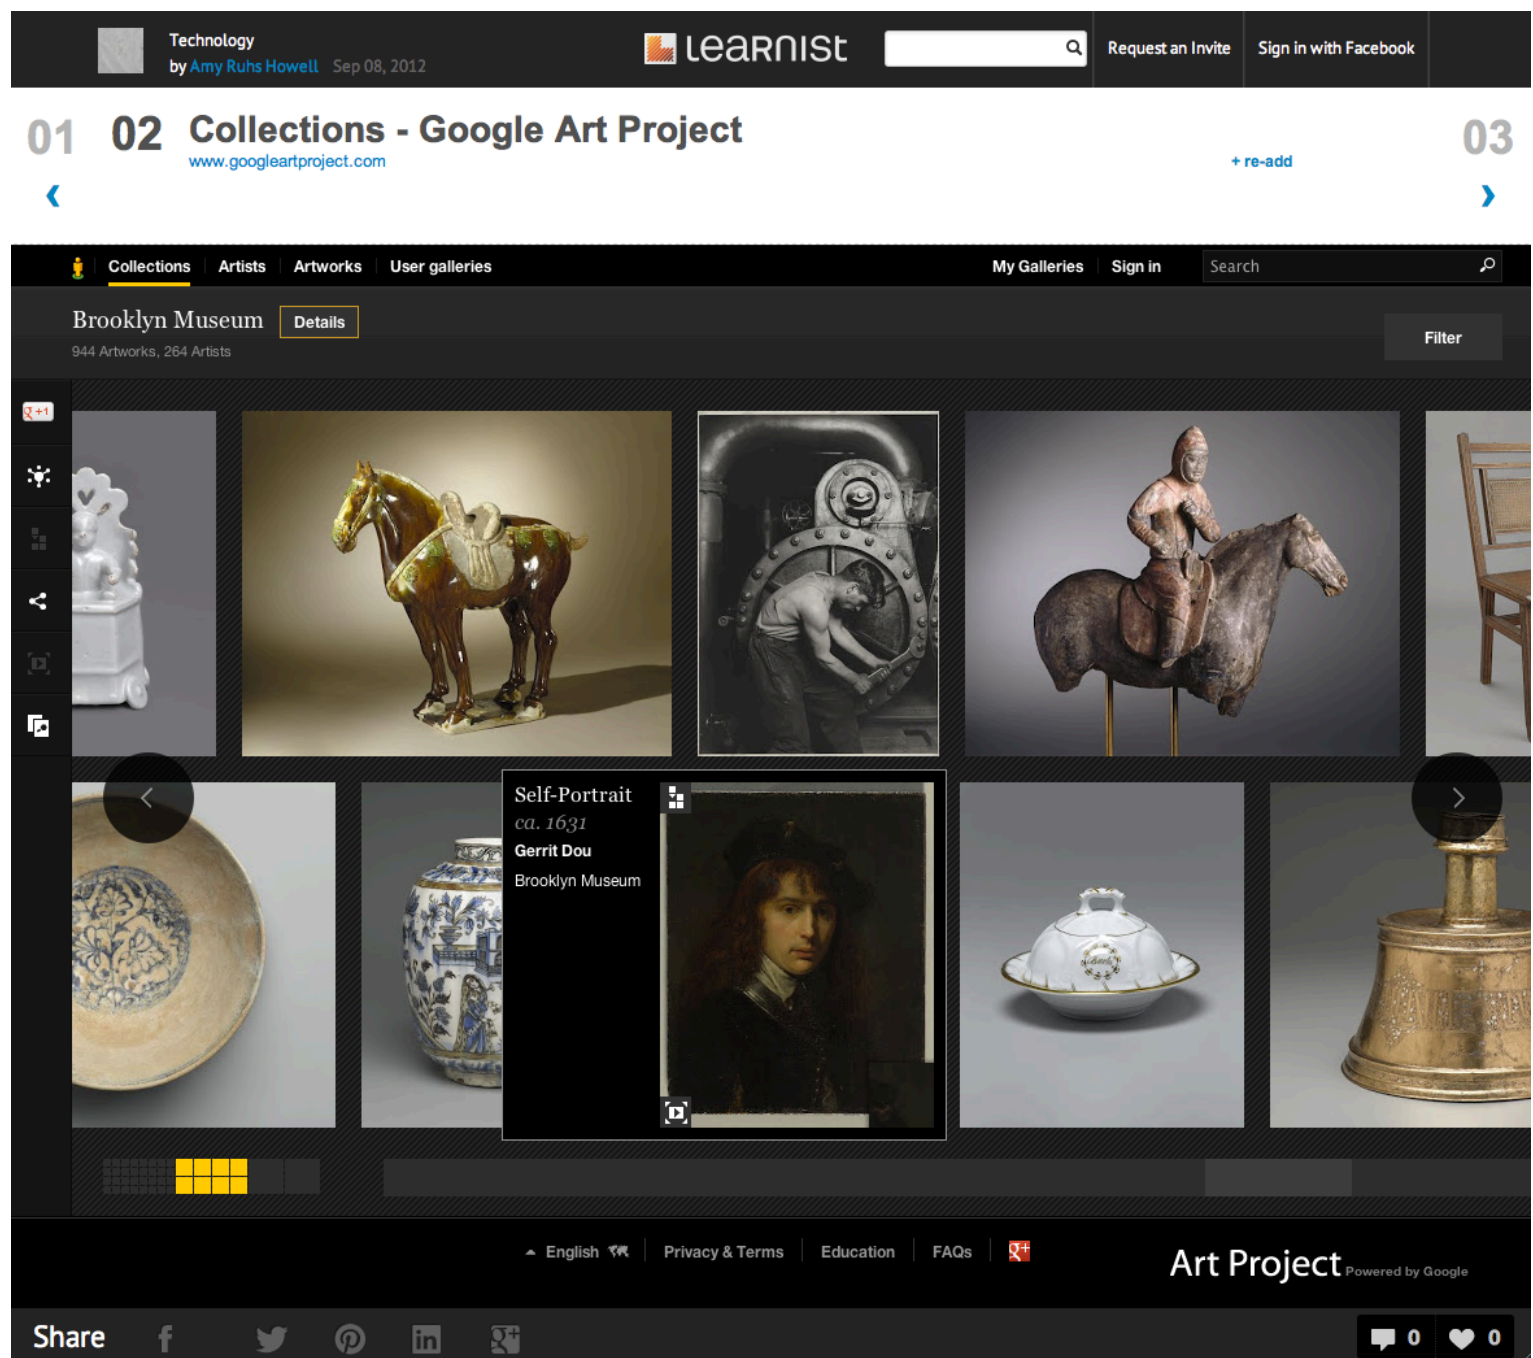 Technology
by Amy Ruhs Howell Sep 08, 2012
Learnist
Request an Invite
Sign in with Facebook
01
02
Collections - Google Art Project
03
www.googleartproject.com
+ re-add
Collections
Artists
Artworks
User galleries
My Galleries
Sign in
Search
Brooklyn Museum
Details
944 Artworks, 264 Artists
Filter
g +1
Self-Portrait
ca. 1631
Gerrit Dou
Brooklyn Museum
English
Privacy & Terms
Education
FAQs
g+
Art Project Powered by Google
Share
f
in
g+
0
0